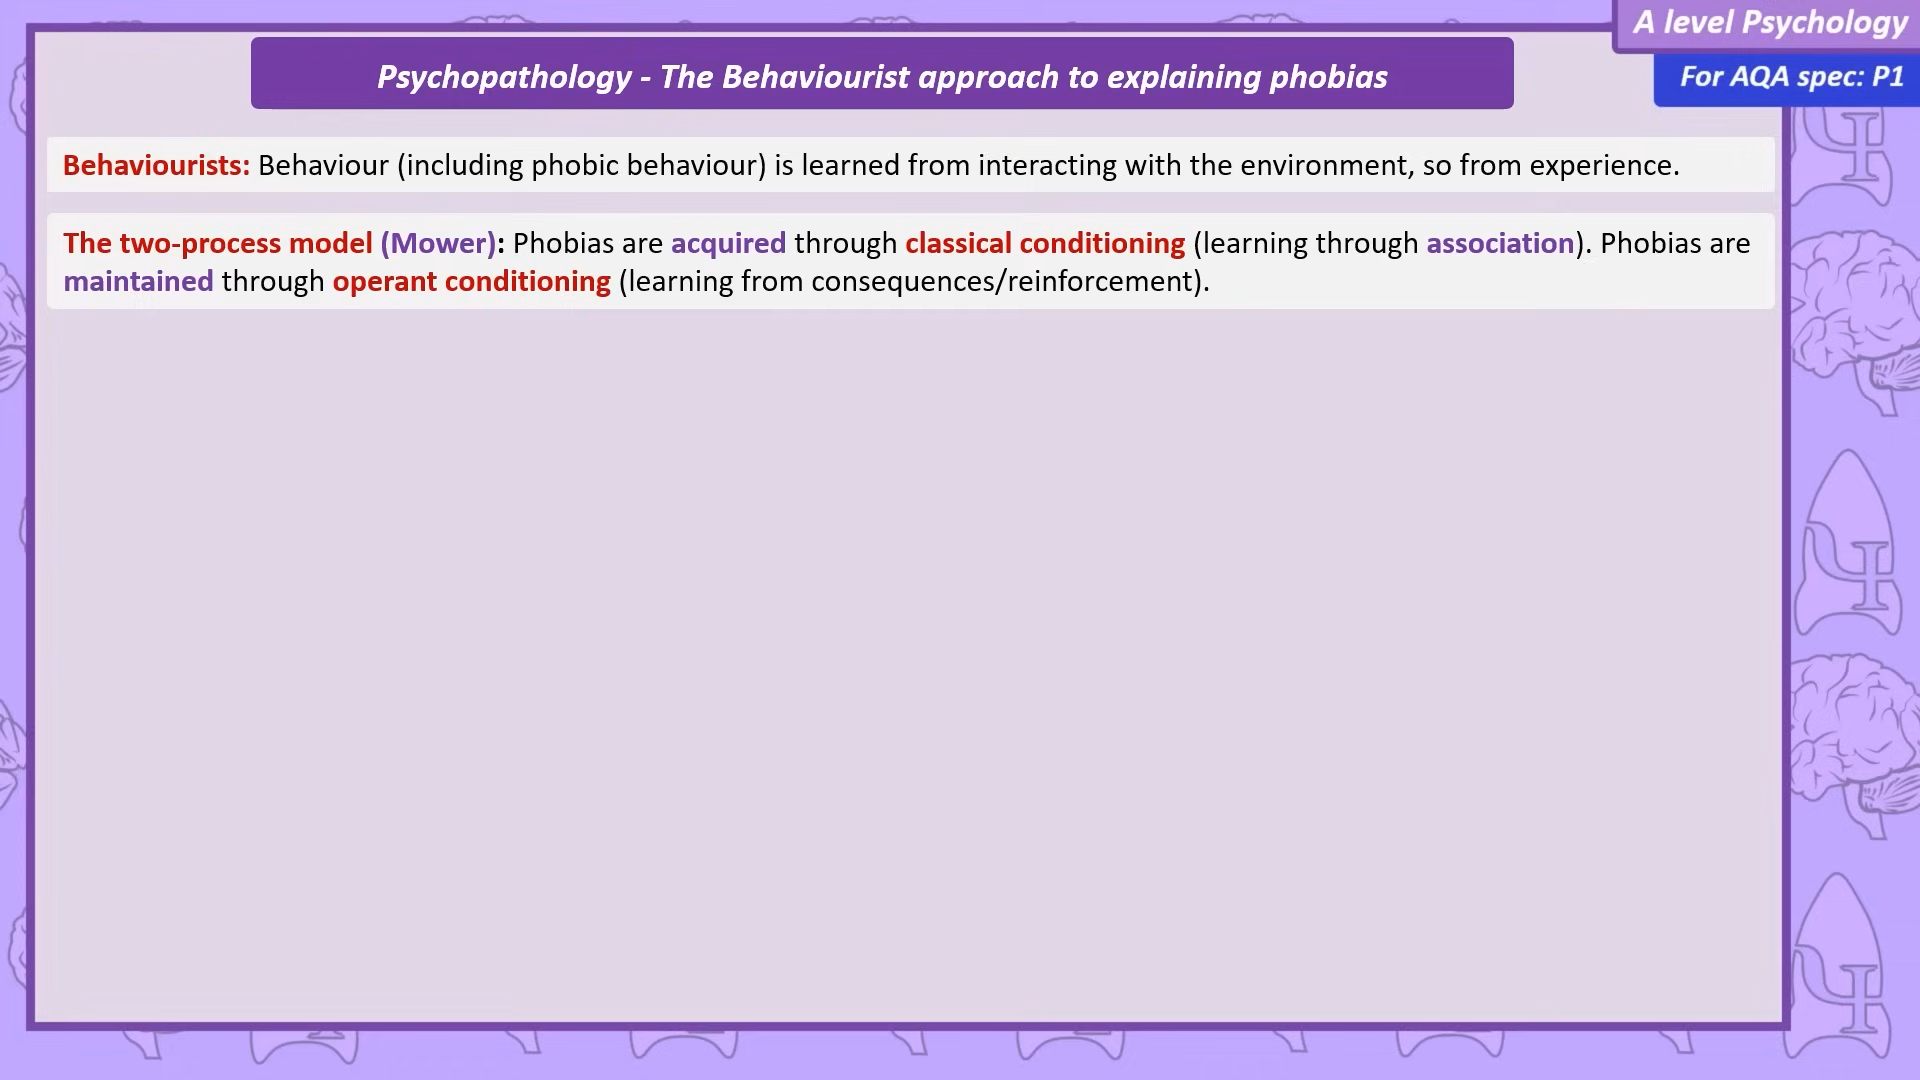 A level Psychology
Psychopathology - The Behaviourist approach to explaining phobias
For AQA spec: P1
Behaviourists: Behaviour (including phobic behaviour) is learned from interacting with the environment, so from experience.
The two-process model (Mower): Phobias are acquired through classical conditioning (learning through association). Phobias are
maintained through operant conditioning (learning from consequences/reinforcement).